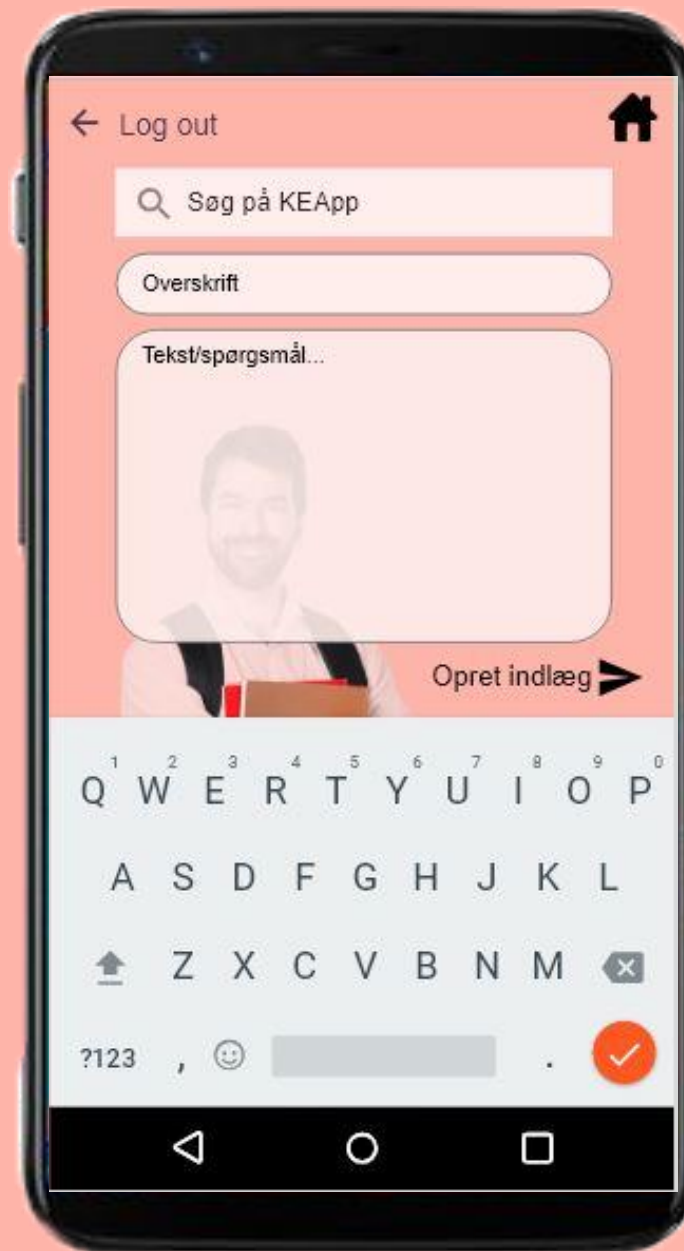 Log out
Søg på KEApp
Overskrift
Tekst/spørgsmål...
Opret indlæg
1 2 3 4 5 6 7 8 9 0
Q W E R T Y U I O P
A S D F G H J K L
Z X C V B N M
?123 , .